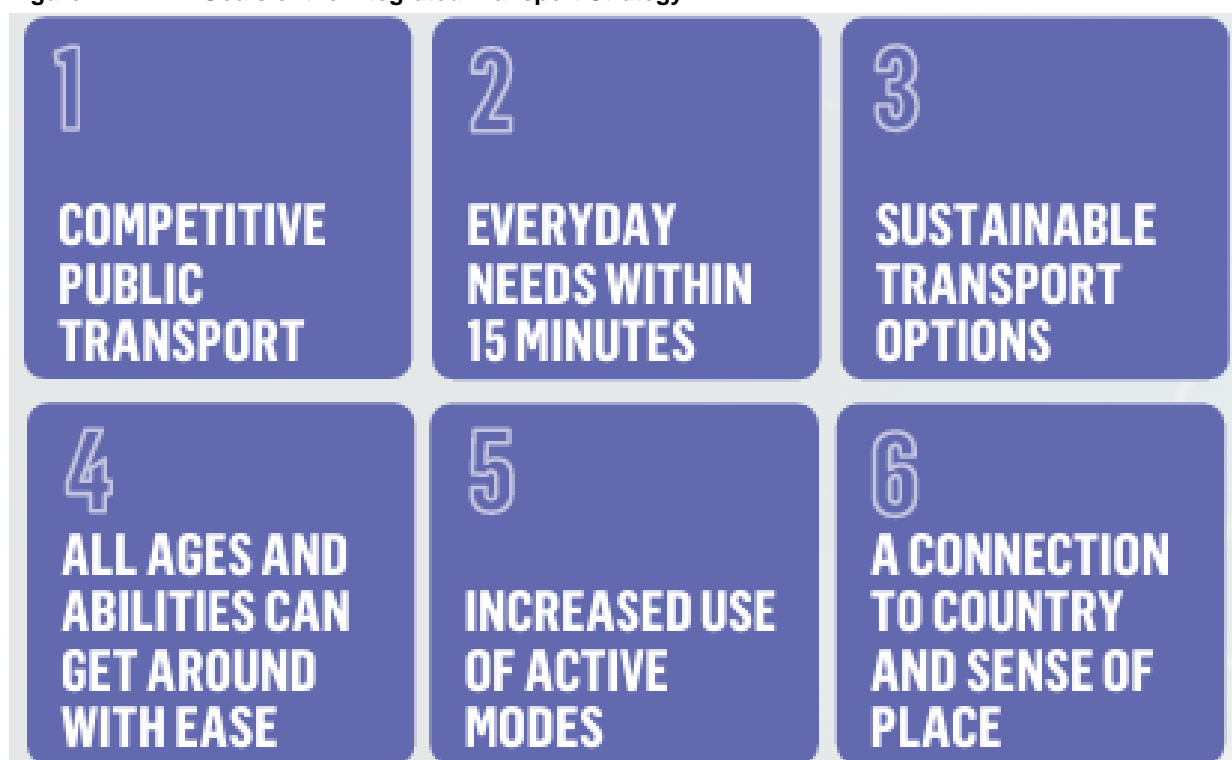 1
COMPETITIVE
PUBLIC
TRANSPORT
2
EVERYDAY
NEEDS WITHIN
15 MINUTES
3
SUSTAINABLE
TRANSPORT
OPTIONS
4
ALL AGES AND
ABILITIES CAN
GET AROUND
WITH EASE
5
INCREASED USE
OF ACTIVE
MODES
6
A CONNECTION
TO COUNTRY
AND SENSE OF
PLACE